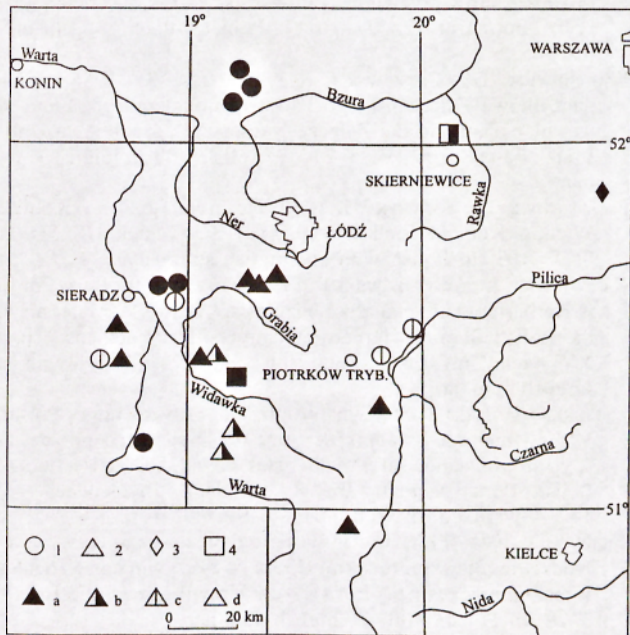 19° 20°
Warta
KONIN
WARSZAWA
Bzura
52°
SKIERNIEWICE
Rawka
Ner
ŁÓDŹ
Pilica
SIERADZ
Grabia
PIOTRKÓW TRYB.
Widawka
Czarna
Warta
51°
KIELCE
Nida
1 2 3 4
a b c d
0 20 km